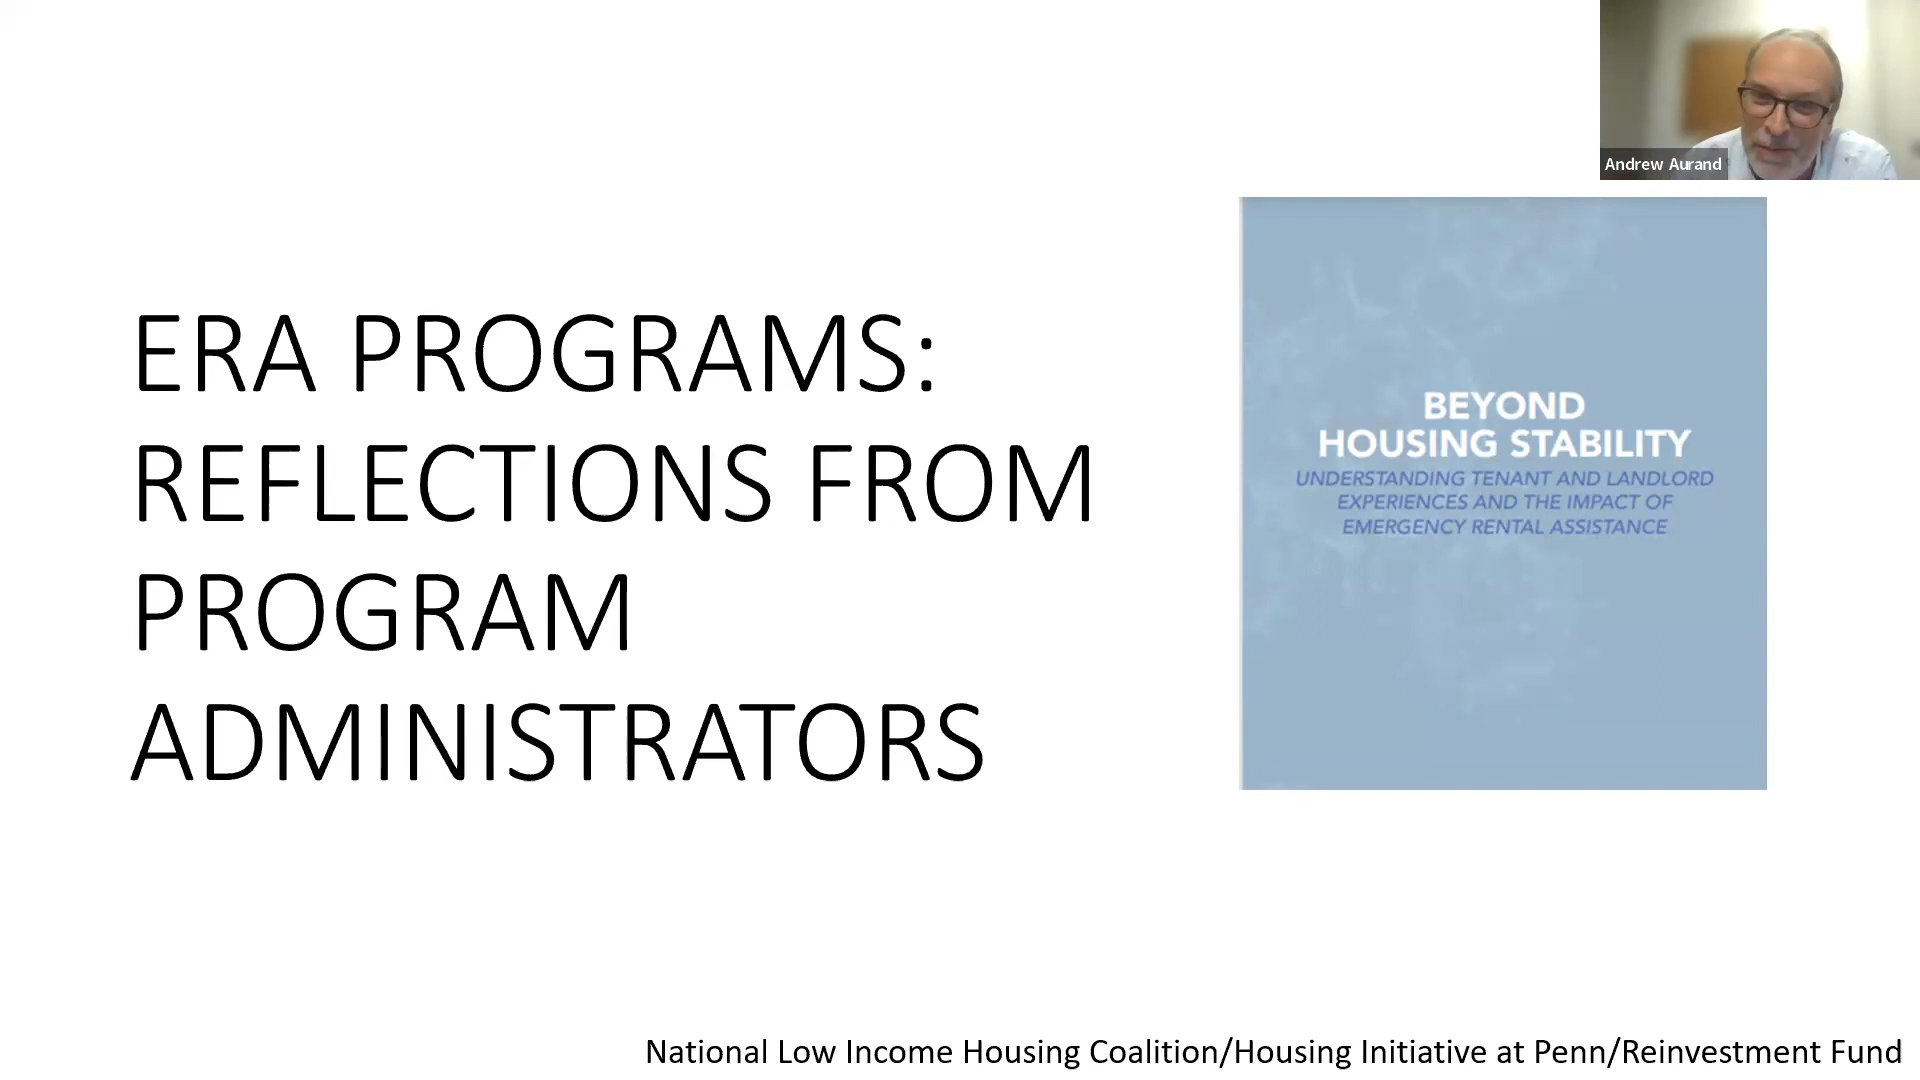 Andrew Aurand
ERA PROGRAMS:
REFLECTIONS FROM
PROGRAM
ADMINISTRATORS
BEYOND
HOUSING STABILITY
UNDERSTANDING TENANT AND LANDLORD
EXPERIENCES AND THE IMPACT OF
EMERGENCY RENTAL ASSISTANCE
National Low Income Housing Coalition/Housing Initiative at Penn/Reinvestment Fund